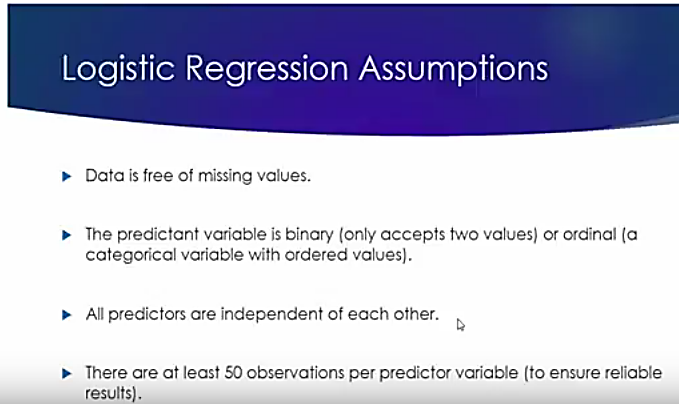 Logistic Regression Assumptions
Data is free of missing values.
The predictant variable is binary (only accepts two values) or ordinal (a
categorical variable with ordered values).
All predictors are independent of each other.
There are at least 50 observations per predictor variable (to ensure reliable
results).